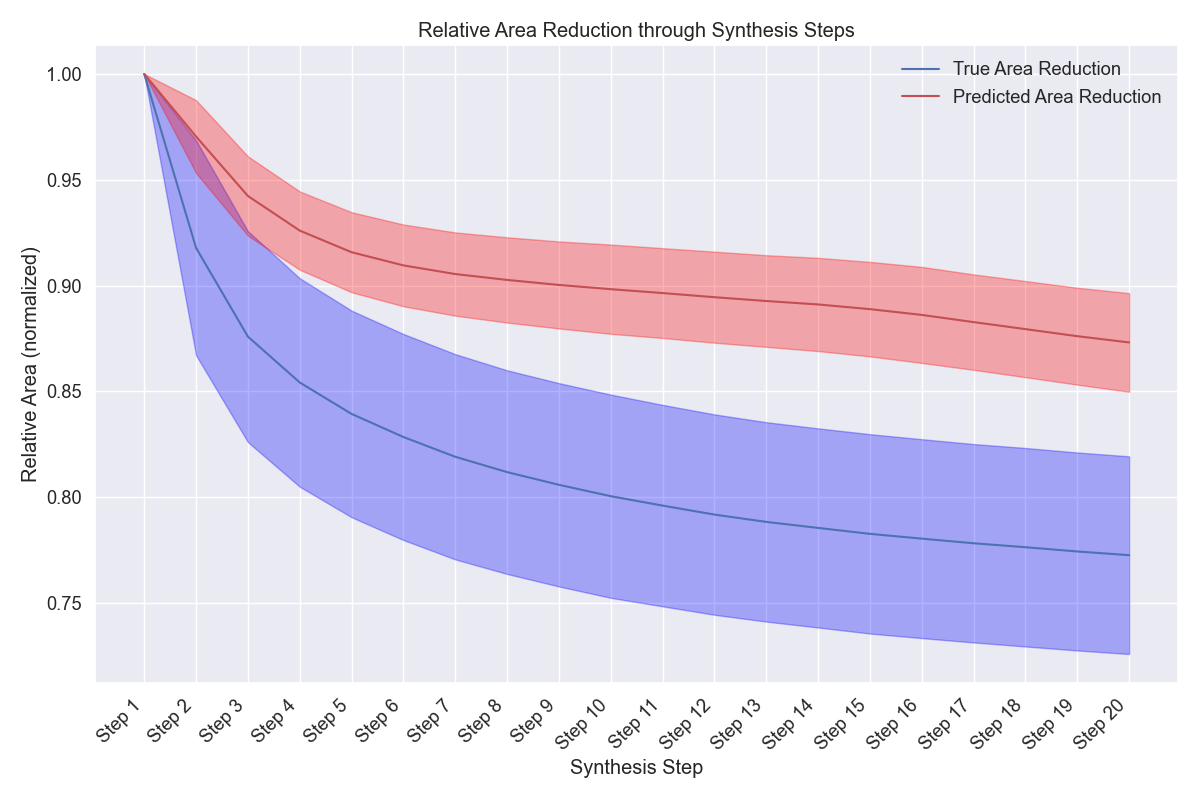 Relative Area Reduction through Synthesis Steps
True Area Reduction
Predicted Area Reduction
Relative Area (normalized)
1.00
0.95
0.90
0.85
0.80
0.75
Step 1
Step 2
Step 3
Step 4
Step 5
Step 6
Step 7
Step 8
Step 9
Step 10
Step 11
Step 12
Step 13
Step 14
Step 15
Step 16
Step 17
Step 18
Step 19
Step 20
Synthesis Step